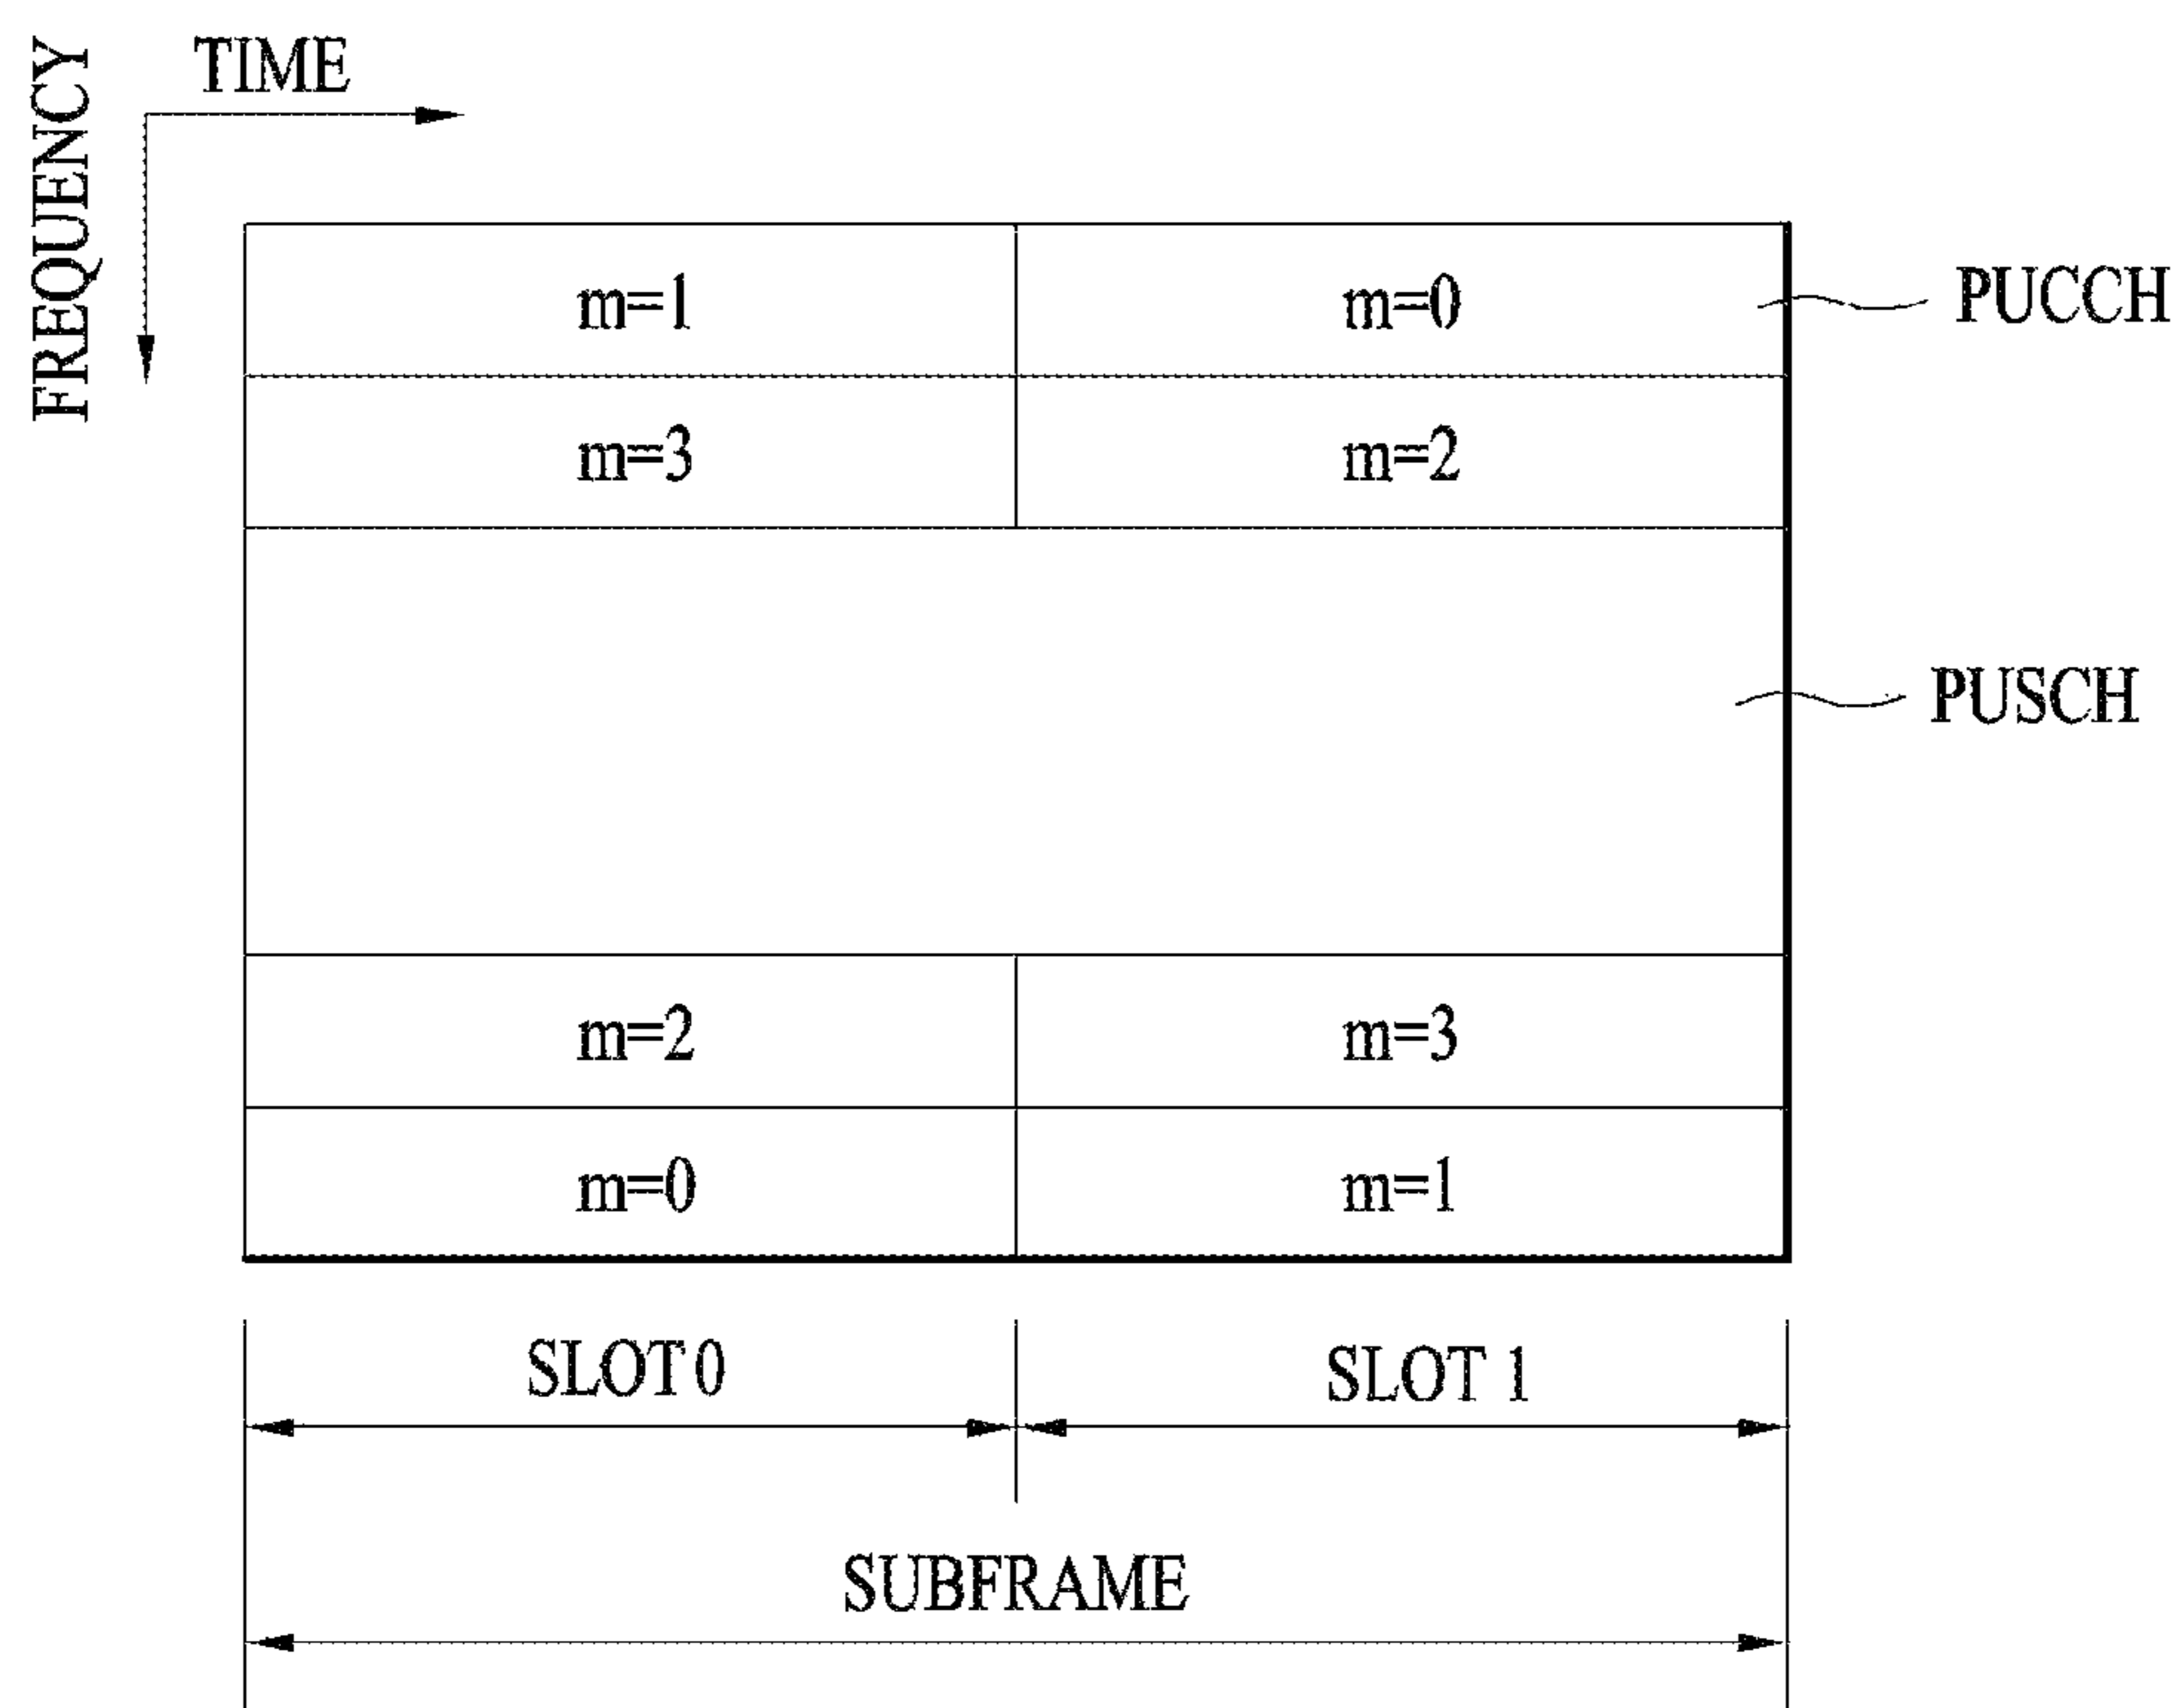 TIME
FREQUENCY
m=1 m=0 PUCCH
m=3 m=2
PUSCH
m=2 m=3
m=0 m=1
SLOT 0 SLOT 1
SUBFRAME